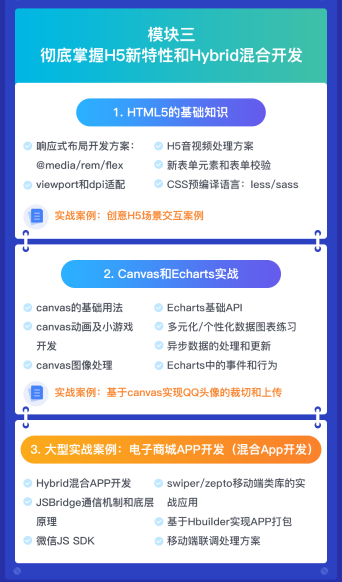 模块三
彻底掌握H5新特性和Hybrid混合开发
1. HTML5的基础知识
响应式布局开发方案：
@media/rem/flex
viewport和dpi适配
H5音视频处理方案
新表单元素和表单校验
CSS预编译语言：less/sass
实战案例：创意H5场景交互案例
2. Canvas和Echarts实战
canvas的基础用法
canvas动画及小游戏
开发
canvas图像处理
Echarts基础API
多元化/个性化数据图表练习
异步数据的处理和更新
Echarts中的事件和行为
实战案例：基于canvas实现QQ头像的裁切和上传
3. 大型实战案例：电子商城APP开发（混合App开发）
Hybrid混合APP开发
JSBridge通信机制和底层
原理
微信JS SDK
swiper/zepto移动端类库的实
战应用
基于Hbuilder实现APP打包
移动端联调处理方案